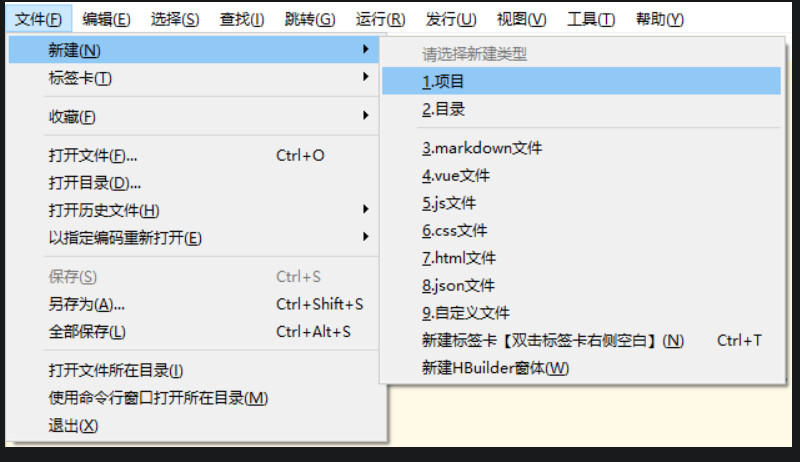 文件(F) 编辑(E) 选择(S) 查找(I) 跳转(G) 运行(R) 发行(U) 视图(V) 工具(T) 帮助(Y)
新建(N)
标签卡(T)
收藏(F)
打开文件(F)... Ctrl+O
打开目录(D)...
打开历史文件(H)
以指定编码重新打开(E)
保存(S) Ctrl+S
另存为(A)... Ctrl+Shift+S
全部保存(L) Ctrl+Alt+S
打开文件所在目录(I)
使用命令行窗口打开所在目录(M)
退出(X)
请选择新建类型
1.项目
2.目录
3.markdown文件
4.vue文件
5.js文件
6.css文件
7.html文件
8.json文件
9.自定义文件
新建标签卡【双击标签卡右侧空白】(N) Ctrl+T
新建HBuilder窗体(W)